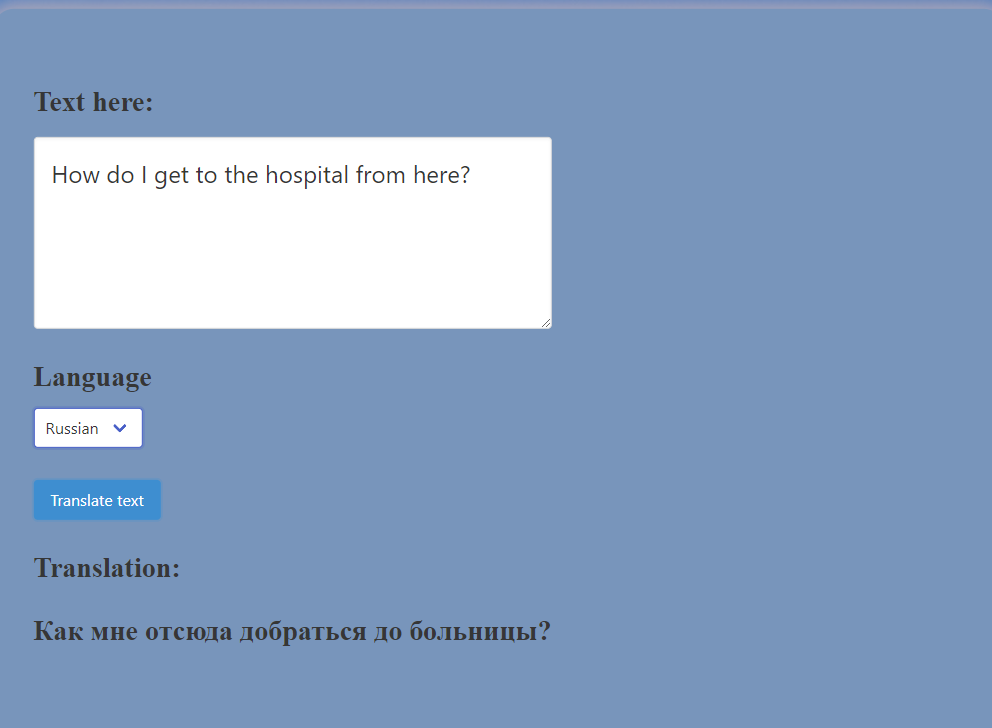 Text here:
How do I get to the hospital from here?
Language
Russian
Translate text
Translation:
Как мне отсюда добраться до больницы?